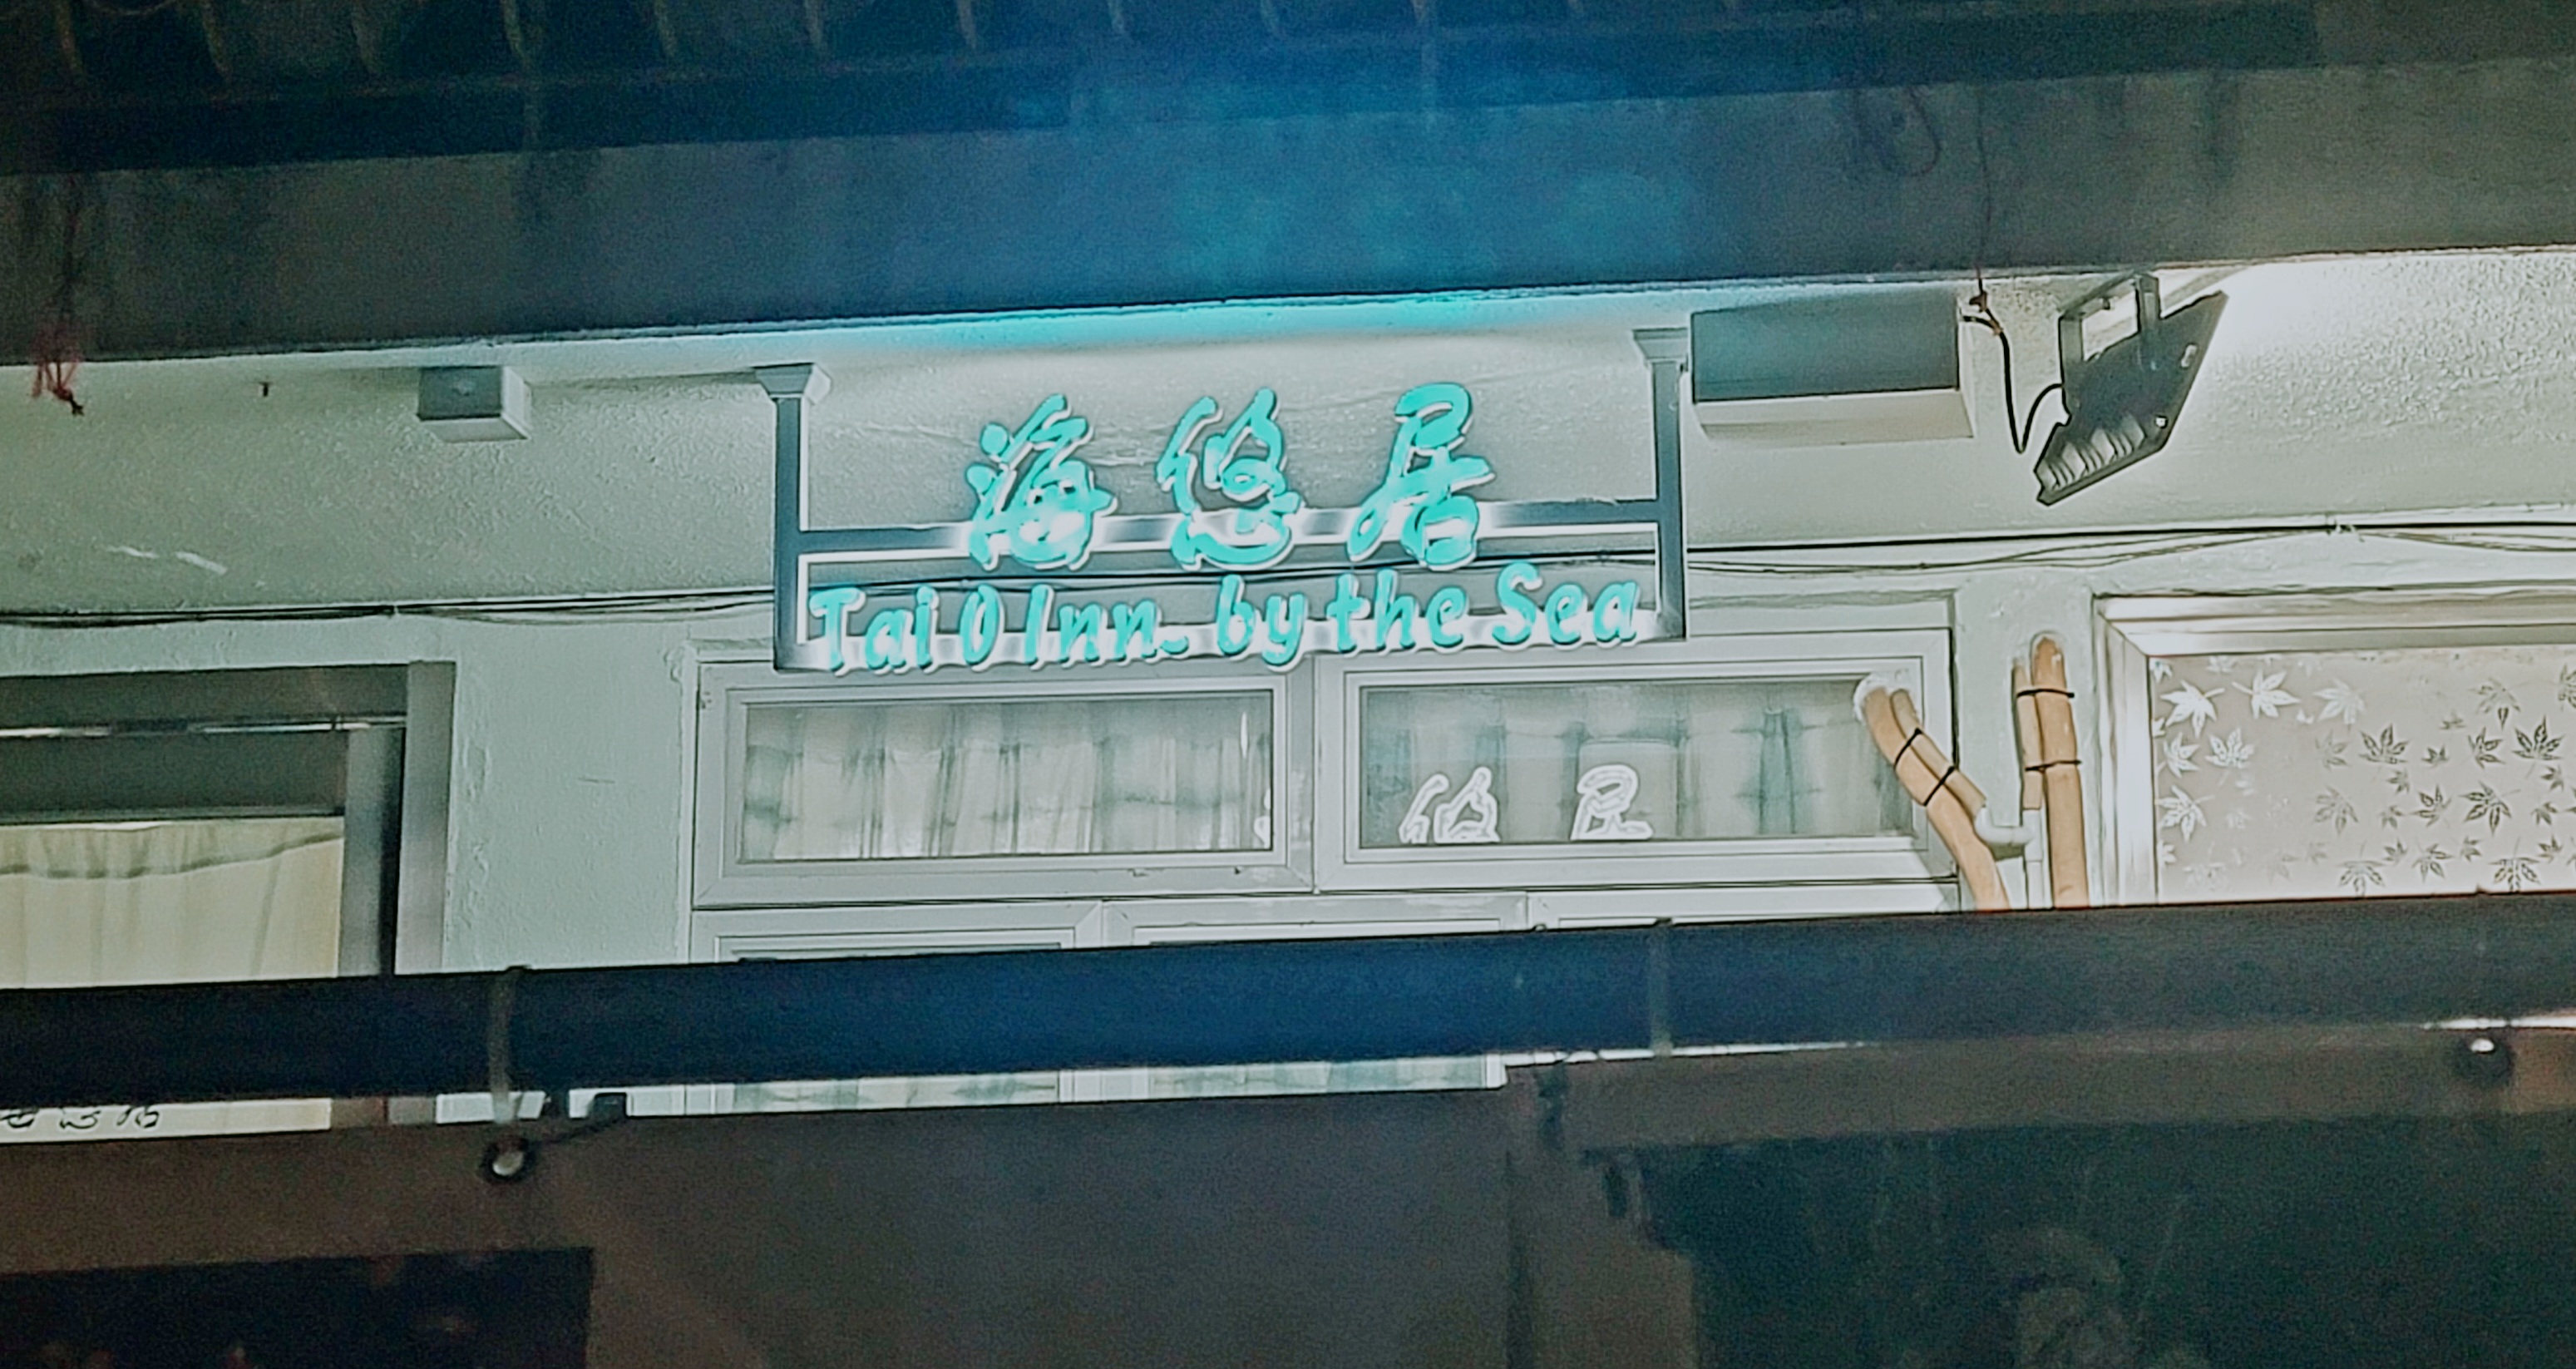 海悠居
Tai O Inn. by the Sea